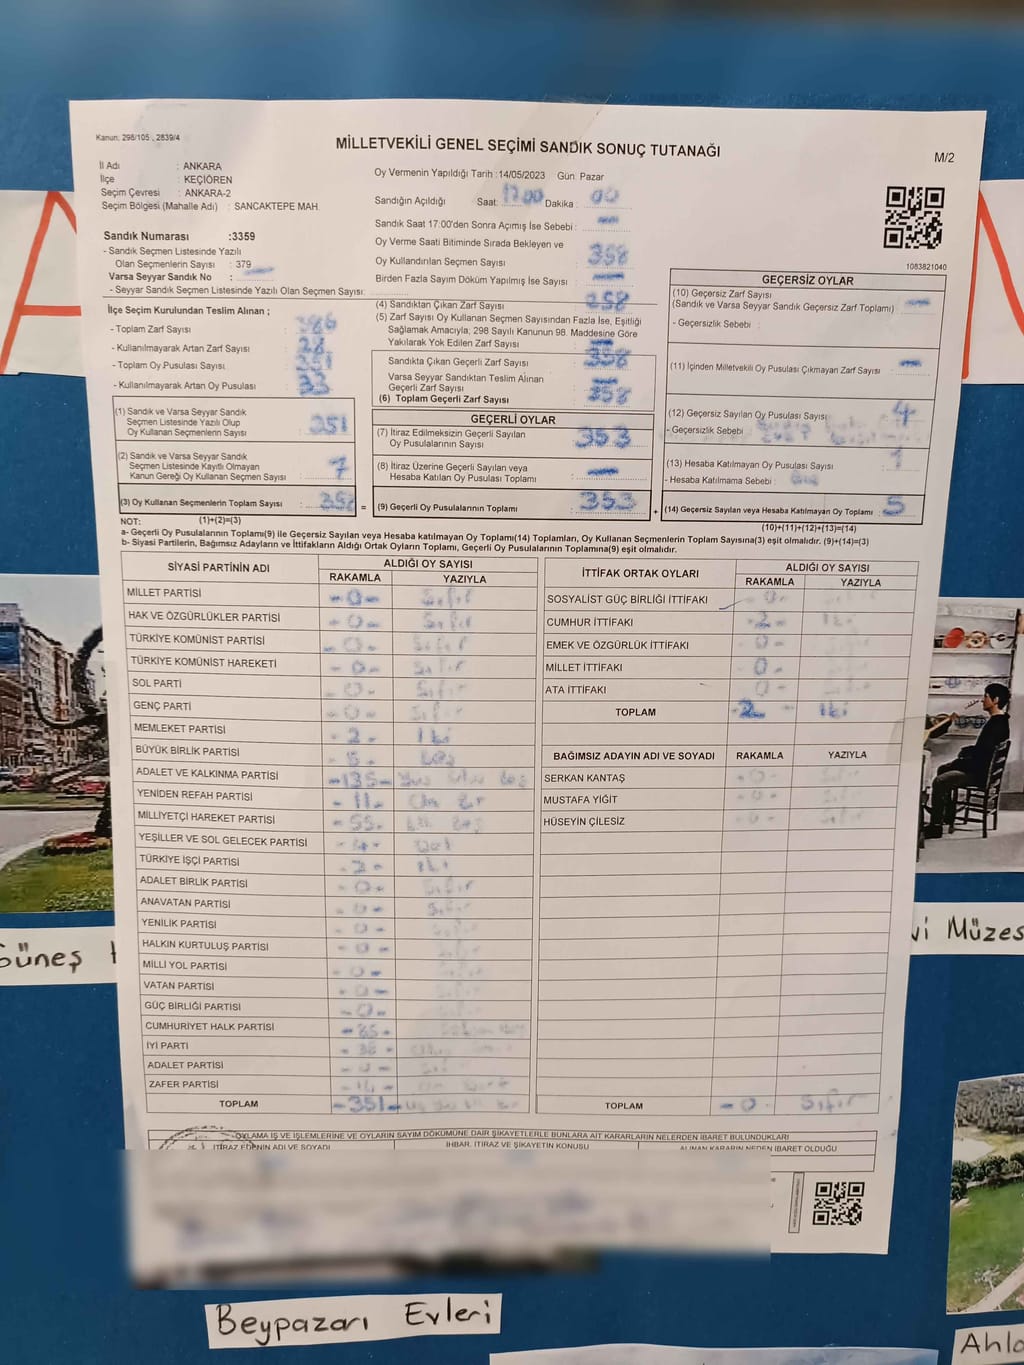 Kanun: 298/105 , 2839/4
MİLLETVEKİLİ GENEL SEÇİMİ SANDIK SONUÇ TUTANAĞI
M/2
İl Adı : ANKARA
İlçe : KEÇİÖREN
Seçim Çevresi : ANKARA-2
Seçim Bölgesi (Mahalle Adı) : SANCAKTEPE MAH.
Sandık Numarası :3359
- Sandık Seçmen Listesinde Yazılı
Olan Seçmenlerin Sayısı : 379
Varsa Seyyar Sandık No :
- Seyyar Sandık Seçmen Listesinde Yazılı Olan Seçmen Sayısı:
Oy Vermenin Yapıldığı Tarih :14/05/2023 Gün: Pazar
Sandığın Açıldığı Saat: 17.00 Dakika : 00
Sandık Saat 17:00'den Sonra Açılmış İse Sebebi :
Oy Verme Saati Bitiminde Sırada Bekleyen ve
Oy Kullandırılan Seçmen Sayısı : 358
Birden Fazla Sayım Döküm Yapılmış İse Sayısı :
1083821040
İlçe Seçim Kurulundan Teslim Alınan ;
- Toplam Zarf Sayısı : 386
- Kullanılmayarak Artan Zarf Sayısı : 28
- Toplam Oy Pusulası Sayısı :
- Kullanılmayarak Artan Oy Pusulası : 33
(4) Sandıktan Çıkan Zarf Sayısı : 358
(5) Zarf Sayısı Oy Kullanan Seçmen Sayısından Fazla İse, Eşitliği
Sağlamak Amacıyla; 298 Sayılı Kanunun 98. Maddesine Göre
Yakılarak Yok Edilen Zarf Sayısı :
Sandıkta Çıkan Geçerli Zarf Sayısı : 358
Varsa Seyyar Sandıktan Teslim Alınan
Geçerli Zarf Sayısı :
(6) Toplam Geçerli Zarf Sayısı : 358
GEÇERSİZ OYLAR
(10) Geçersiz Zarf Sayısı
(Sandık ve Varsa Seyyar Sandık Geçersiz Zarf Toplamı) :
- Geçersizlik Sebebi :
(11) İçinden Milletvekili Oy Pusulası Çıkmayan Zarf Sayısı :
(12) Geçersiz Sayılan Oy Pusulası Sayısı : 4
- Geçersizlik Sebebi :
(13) Hesaba Katılmayan Oy Pusulası Sayısı : 1
- Hesaba Katılmama Sebebi :
(14) Geçersiz Sayılan veya Hesaba Katılmayan Oy Toplamı : 5
(10)+(11)+(12)+(13)=(14)
(1) Sandık ve Varsa Seyyar Sandık
Seçmen Listesinde Yazılı Olup
Oy Kullanan Seçmenlerin Sayısı : 351
(2) Sandık ve Varsa Seyyar Sandık
Seçmen Listesinde Kayıtlı Olmayan
Kanun Gereği Oy Kullanan Seçmen Sayısı : 7
(3) Oy Kullanan Seçmenlerin Toplam Sayısı : 358 =
(1)+(2)=(3)
GEÇERLİ OYLAR
(7) İtiraz Edilmeksizin Geçerli Sayılan
Oy Pusulalarının Sayısı : 353
(8) İtiraz Üzerine Geçerli Sayılan veya
Hesaba Katılan Oy Pusulası Toplamı :
(9) Geçerli Oy Pusulalarının Toplamı : 353 +
NOT:
a- Geçerli Oy Pusulalarının Toplamı(9) ile Geçersiz Sayılan veya Hesaba katılmayan Oy Toplamı(14) Toplamları, Oy Kullanan Seçmenlerin Toplam Sayısına(3) eşit olmalıdır. (9)+(14)=(3)
b- Siyasi Partilerin, Bağımsız Adayların ve İttifakların Aldığı Ortak Oyların Toplamı, Geçerli Oy Pusulalarının Toplamına(9) eşit olmalıdır.
SİYASİ PARTİNİN ADI ALDIĞI OY SAYISI
RAKAMLA YAZIYLA
MİLLET PARTİSİ - 0 - Sıfır
HAK VE ÖZGÜRLÜKLER PARTİSİ - 0 - Sıfır
TÜRKİYE KOMÜNİST PARTİSİ - 0 - Sıfır
TÜRKİYE KOMÜNİST HAREKETİ - 0 - Sıfır
SOL PARTİ - 0 - Sıfır
GENÇ PARTİ - 0 - Sıfır
MEMLEKET PARTİSİ - 2 - İki
BÜYÜK BİRLİK PARTİSİ - 5 - Beş
ADALET VE KALKINMA PARTİSİ - 135 - Yüz Otuz beş
YENİDEN REFAH PARTİSİ - 11 - On bir
MİLLİYETÇİ HAREKET PARTİSİ - 55 - Elli Beş
YEŞİLLER VE SOL GELECEK PARTİSİ - 4 -
TÜRKİYE İŞÇİ PARTİSİ - 2 - İki
ADALET BİRLİK PARTİSİ - 0 - Sıfır
ANAVATAN PARTİSİ - 0 - Sıfır
YENİLİK PARTİSİ - 0 - Sıfır
HALKIN KURTULUŞ PARTİSİ - 0 - Sıfır
MİLLİ YOL PARTİSİ - 0 - Sıfır
VATAN PARTİSİ - 0 - Sıfır
GÜÇ BİRLİĞİ PARTİSİ - 0 - Sıfır
CUMHURİYET HALK PARTİSİ - 85 -
İYİ PARTİ - 38 -
ADALET PARTİSİ - 0 - Sıfır
ZAFER PARTİSİ - 14 - On Dört
TOPLAM - 351 -
İTTİFAK ORTAK OYLARI ALDIĞI OY SAYISI
RAKAMLA YAZIYLA
SOSYALİST GÜÇ BİRLİĞİ İTTİFAKI - 0 - Sıfır
CUMHUR İTTİFAKI - 2 - İki
EMEK VE ÖZGÜRLÜK İTTİFAKI - 0 - Sıfır
MİLLET İTTİFAKI - 0 - Sıfır
ATA İTTİFAKI - 0 - Sıfır
TOPLAM - 2 İki
BAĞIMSIZ ADAYIN ADI VE SOYADI RAKAMLA YAZIYLA
SERKAN KANTAŞ - 0 - Sıfır
MUSTAFA YİĞİT - 0 - Sıfır
HÜSEYİN ÇİLESİZ - 0 - Sıfır
TOPLAM - 0 - Sıfır
OYLAMA İŞ VE İŞLEMLERİNE VE OYLARIN SAYIM DÖKÜMÜNE DAİR ŞİKAYETLERLE BUNLARA AİT KARARLARIN NELERDEN İBARET BULUNDUKLARI
İTİRAZ EDENİN ADI VE SOYADI İHBAR, İTİRAZ VE ŞİKAYETİN KONUSU ALINAN KARARIN NEDEN İBARET OLDUĞU
Güneş
vi Müzes
Beypazarı Evleri
Ahla